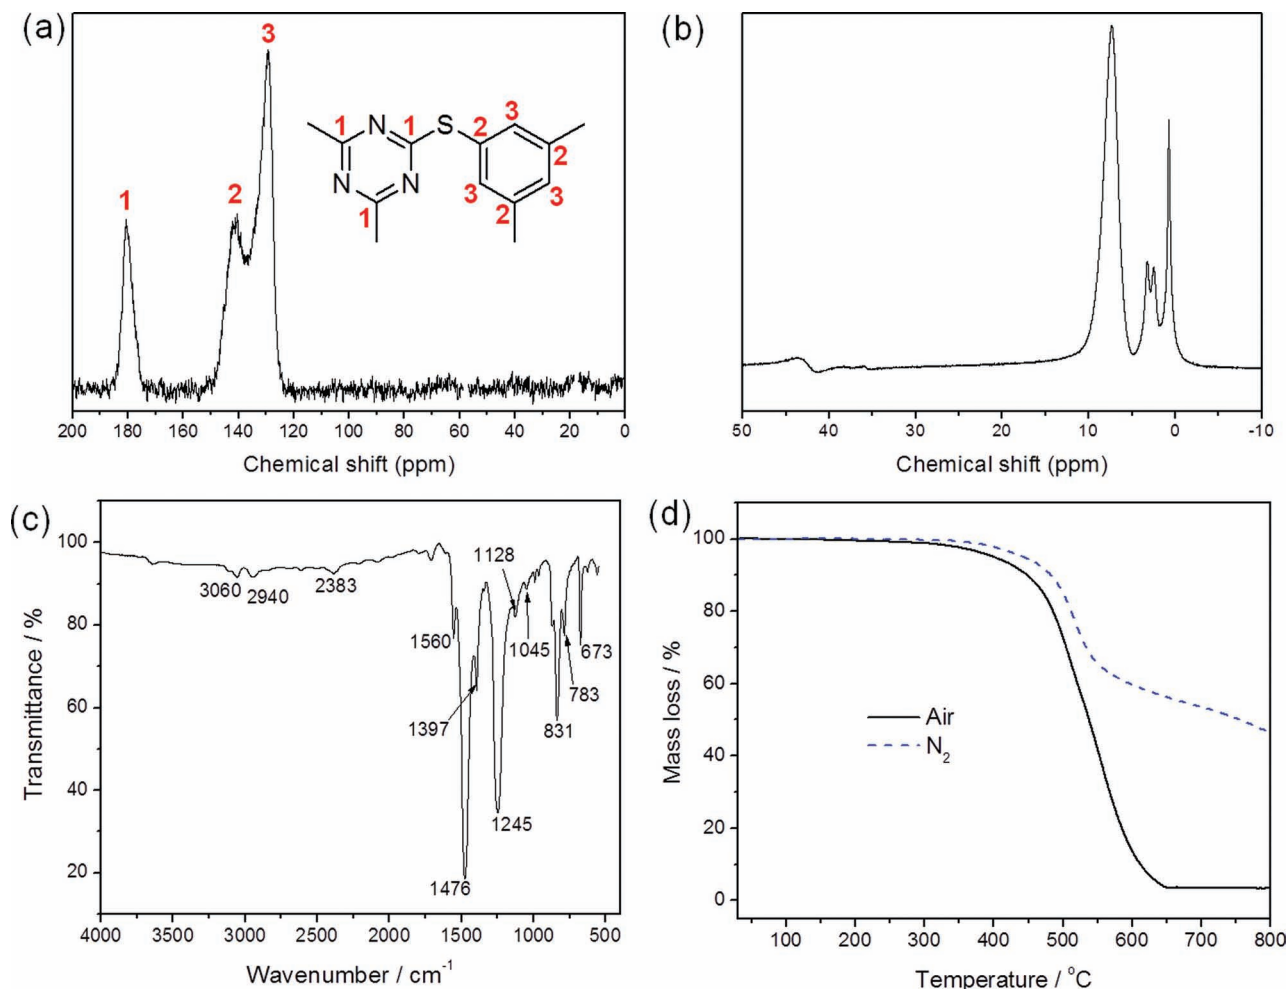 (a)
3
1
2
1
N
1
S
2
3
2
N
N
3
3
1
2
200 180 160 140 120 100 80 60 40 20 0
Chemical shift (ppm)
(b)
50 40 30 20 10 0 -10
Chemical shift (ppm)
(c)
100
80
60
40
20
Transmittance / %
3060
2940
2383
1560
1476
1397
1245
1128
1045
831
783
673
4000 3500 3000 2500 2000 1500 1000 500
Wavenumber / cm⁻¹
(d)
100
80
60
40
20
0
Mass loss / %
Air
N₂
100 200 300 400 500 600 700 800
Temperature / °C